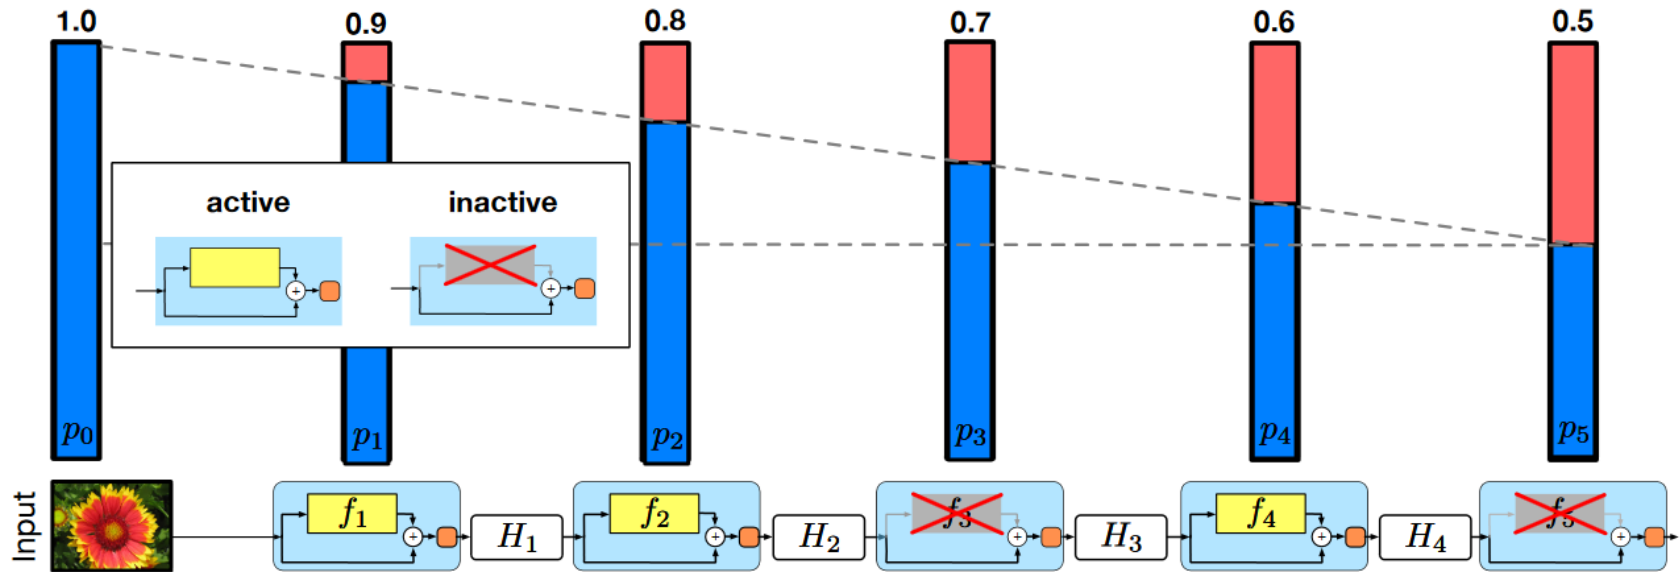 1.0 0.9 0.8 0.7 0.6 0.5
active inactive
p₀ p₁ p₂ p₃ p₄ p₅
Input f₁ H₁ f₂ H₂ f₃ H₃ f₄ H₄ f₅